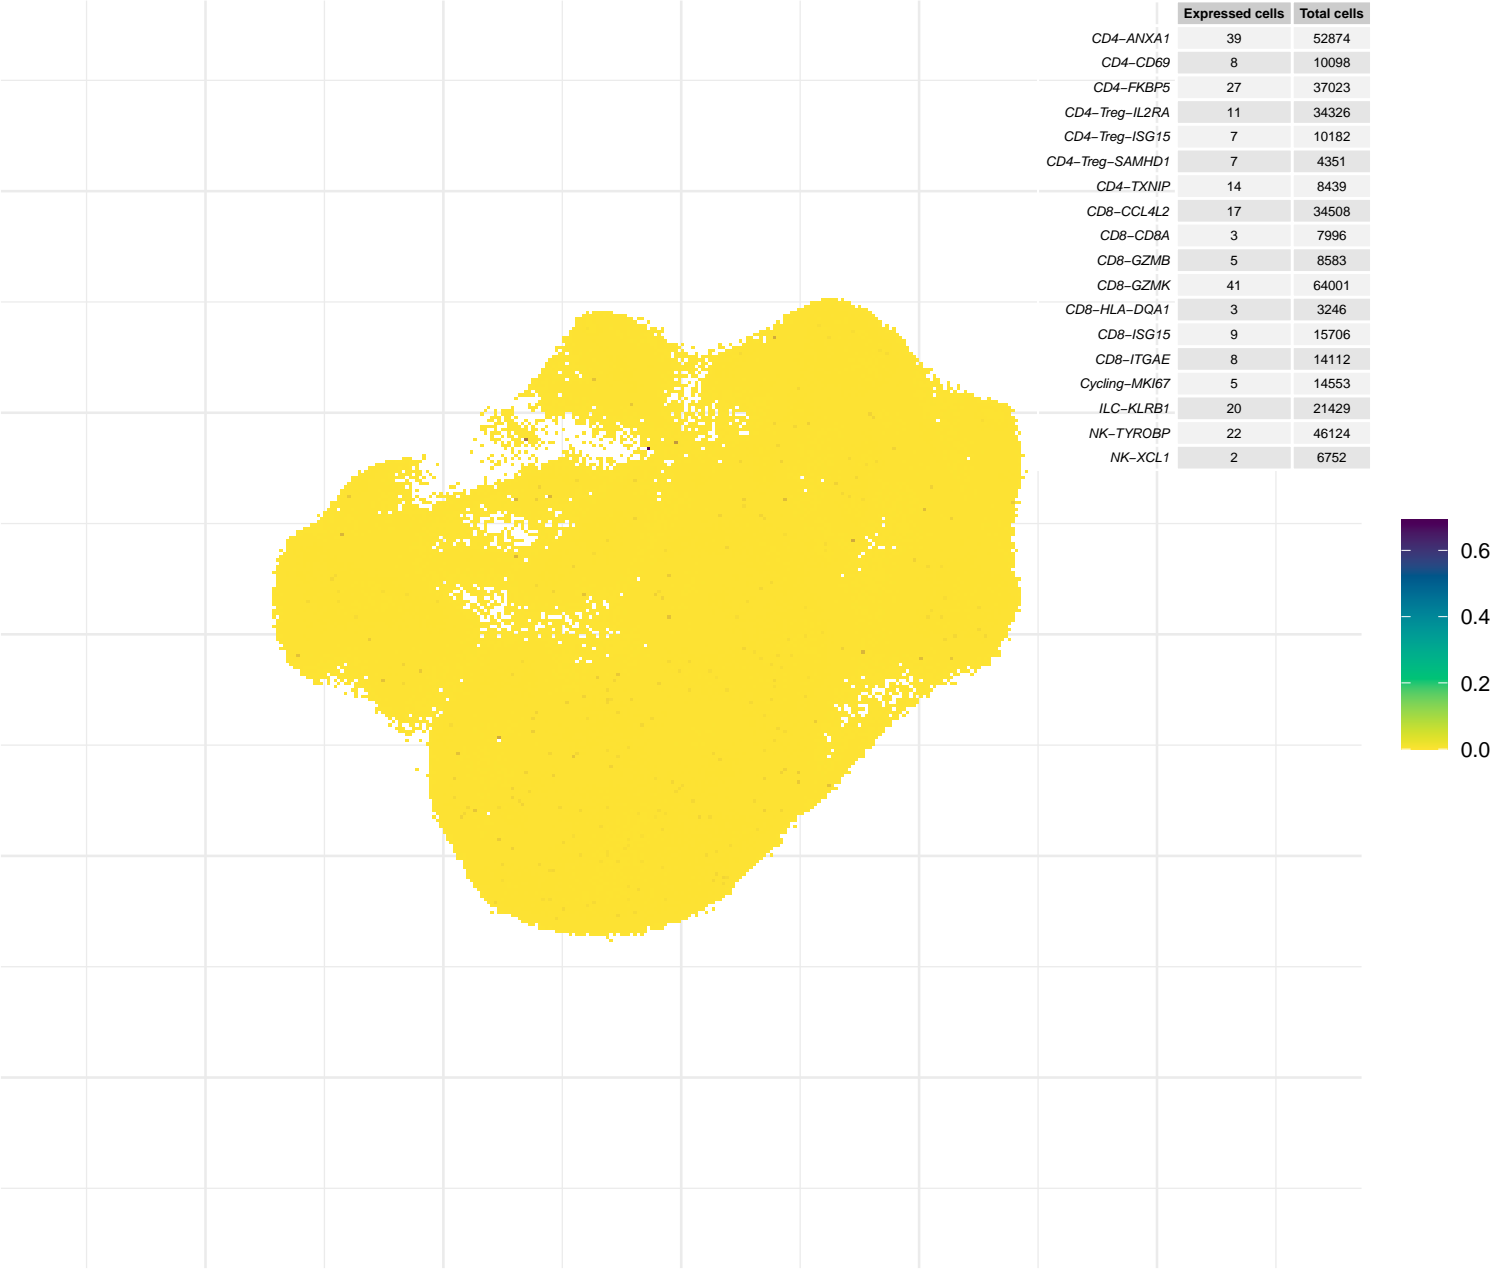 Expressed cells Total cells
CD4−ANXA1 39 52874
CD4−CD69 8 10098
CD4−FKBP5 27 37023
CD4−Treg−IL2RA 11 34326
CD4−Treg−ISG15 7 10182
CD4−Treg−SAMHD1 7 4351
CD4−TXNIP 14 8439
CD8−CCL4L2 17 34508
CD8−CD8A 3 7996
CD8−GZMB 5 8583
CD8−GZMK 41 64001
CD8−HLA−DQA1 3 3246
CD8−ISG15 9 15706
CD8−ITGAE 8 14112
Cycling−MKI67 5 14553
ILC−KLRB1 20 21429
NK−TYROBP 22 46124
NK−XCL1 2 6752
0.6
0.4
0.2
0.0